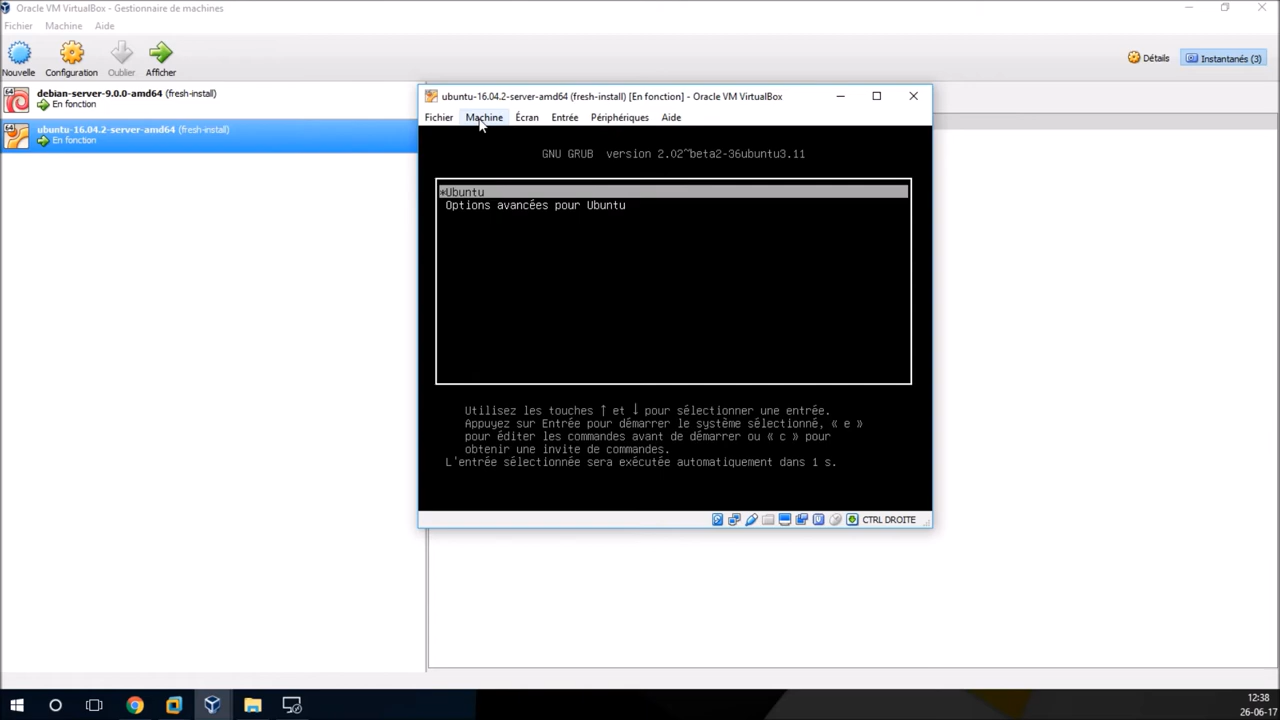 Oracle VM VirtualBox - Gestionnaire de machines
Fichier Machine Aide
Nouvelle Configuration Oublier Afficher
Détails Instantanés (3)
64 debian-server-9.0.0-amd64 (fresh-install)
En fonction
64 ubuntu-16.04.2-server-amd64 (fresh-install)
En fonction
ubuntu-16.04.2-server-amd64 (fresh-install) [En fonction] - Oracle VM VirtualBox
Fichier Machine Écran Entrée Périphériques Aide
GNU GRUB version 2.02~beta2-36ubuntu3.11
*Ubuntu
Options avancées pour Ubuntu
Utilisez les touches ↑ et ↓ pour sélectionner une entrée.
Appuyez sur Entrée pour démarrer le système sélectionné, « e »
pour éditer les commandes avant de démarrer ou « c » pour
obtenir une invite de commandes.
L'entrée sélectionnée sera exécutée automatiquement dans 1 s.
CTRL DROITE
12:38
26-06-17